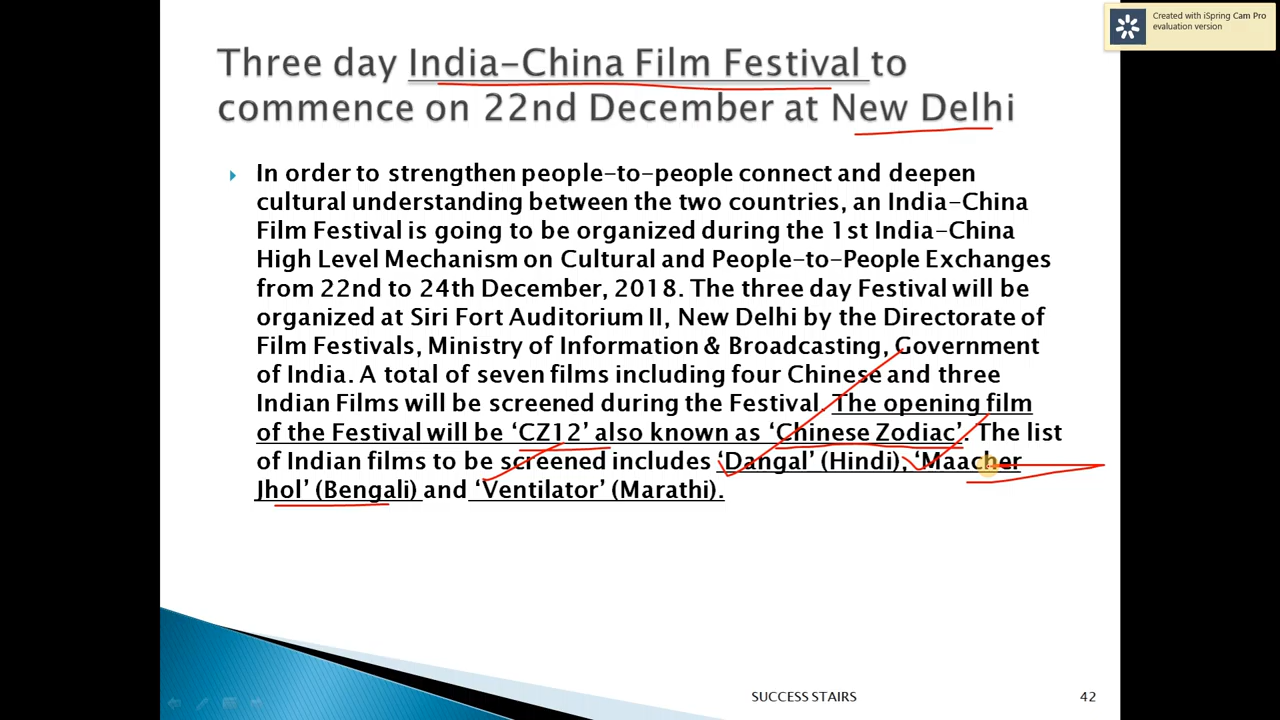 Created with iSpring Cam Pro
evaluation version
Three day India-China Film Festival to
commence on 22nd December at New Delhi
In order to strengthen people-to-people connect and deepen
cultural understanding between the two countries, an India-China
Film Festival is going to be organized during the 1st India-China
High Level Mechanism on Cultural and People-to-People Exchanges
from 22nd to 24th December, 2018. The three day Festival will be
organized at Siri Fort Auditorium II, New Delhi by the Directorate of
Film Festivals, Ministry of Information & Broadcasting, Government
of India. A total of seven films including four Chinese and three
Indian Films will be screened during the Festival. The opening film
of the Festival will be ‘CZ12’ also known as ‘Chinese Zodiac’. The list
of Indian films to be screened includes ‘Dangal’ (Hindi), ‘Maacher
Jhol’ (Bengali) and ‘Ventilator’ (Marathi).
SUCCESS STAIRS
42